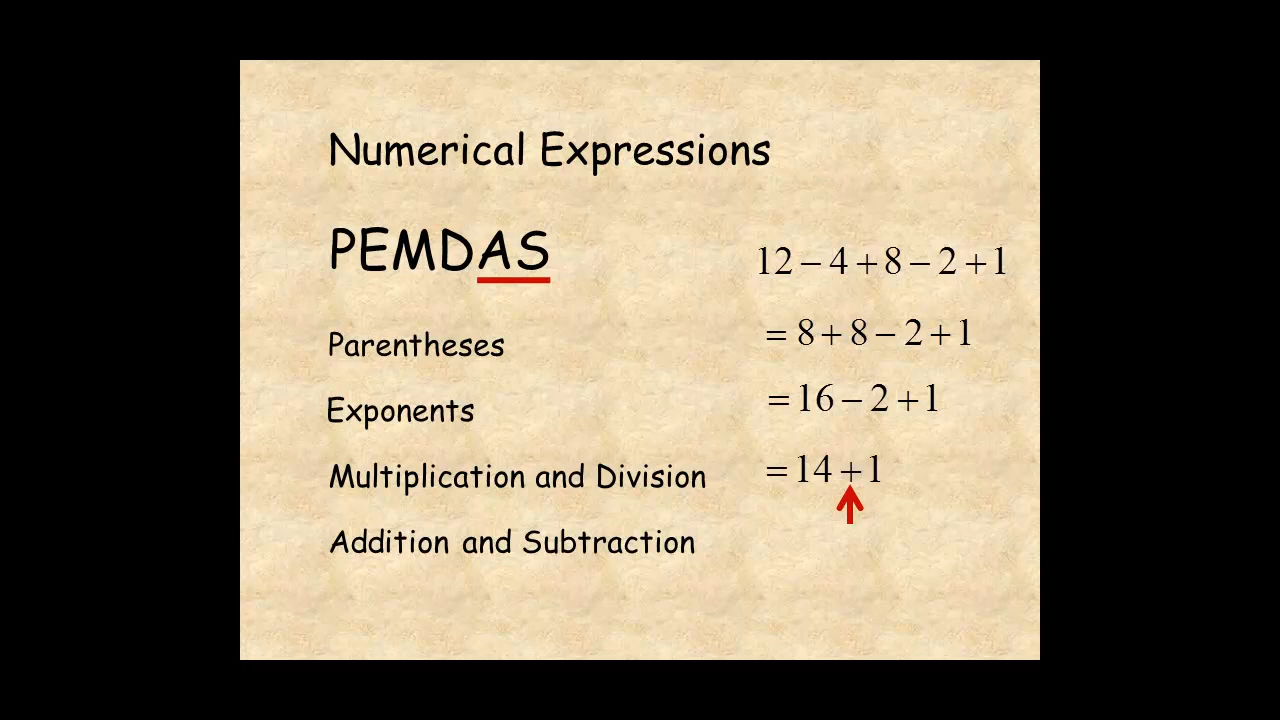 Numerical Expressions
PEMDAS
Parentheses
Exponents
Multiplication and Division
Addition and Subtraction
12 − 4 + 8 − 2 + 1
= 8 + 8 − 2 + 1
= 16 − 2 + 1
= 14 + 1